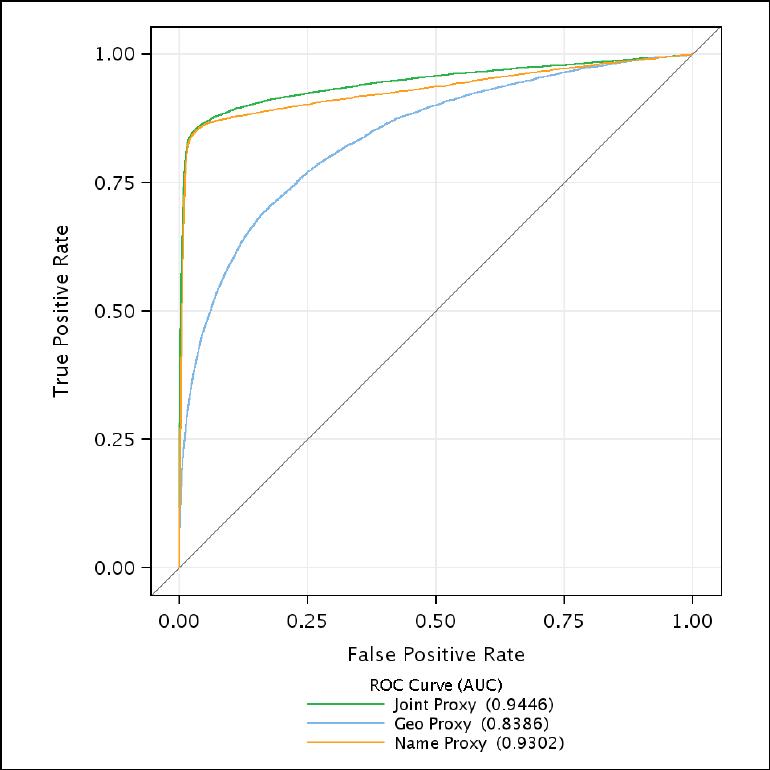 1.00
0.75
0.50
0.25
0.00
True Positive Rate
0.00 0.25 0.50 0.75 1.00
False Positive Rate
ROC Curve (AUC)
Joint Proxy (0.9446)
Geo Proxy (0.8386)
Name Proxy (0.9302)